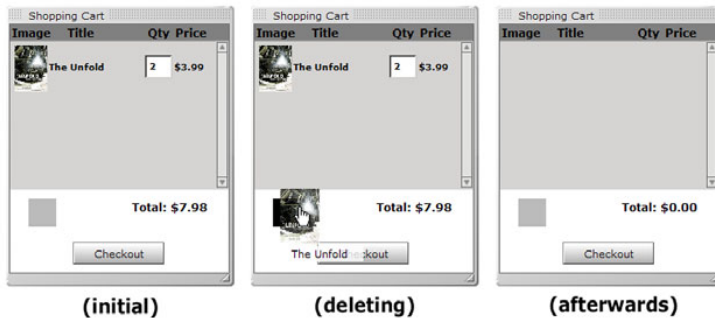 Shopping Cart
Image Title Qty Price
The Unfold 2 $3.99
Total: $7.98
Checkout
(initial)
Shopping Cart
Image Title Qty Price
The Unfold 2 $3.99
Total: $7.98
The Unfold
(deleting)
Shopping Cart
Image Title Qty Price
Total: $0.00
Checkout
(afterwards)